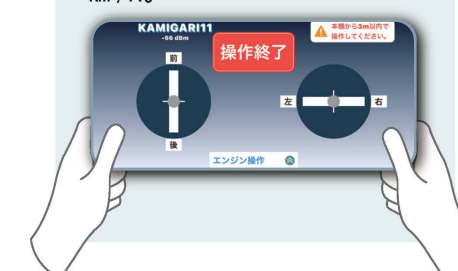 KAMIGARI11
-66 dBm
操作終了
本機から3m以内で
操作してください。
前
後
左
右
エンジン操作